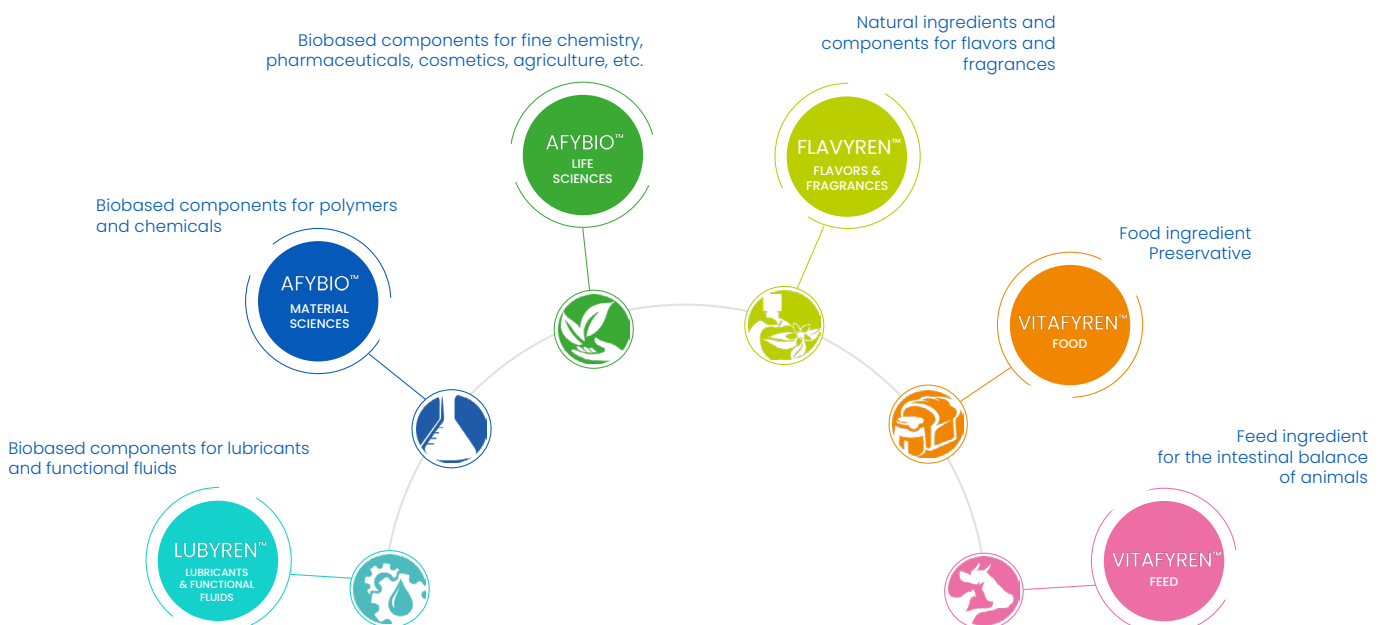 Natural ingredients and
components for flavors and
fragrances
Biobased components for fine chemistry,
pharmaceuticals, cosmetics, agriculture, etc.
AFYBIO™
LIFE
SCIENCES
FLAVYREN™
FLAVORS &
FRAGRANCES
Biobased components for polymers
and chemicals
AFYBIO™
MATERIAL
SCIENCES
Food ingredient
Preservative
VITAFYREN™
FOOD
Biobased components for lubricants
and functional fluids
LUBYREN™
LUBRICANTS
& FUNCTIONAL
FLUIDS
Feed ingredient
for the intestinal balance
of animals
VITAFYREN™
FEED